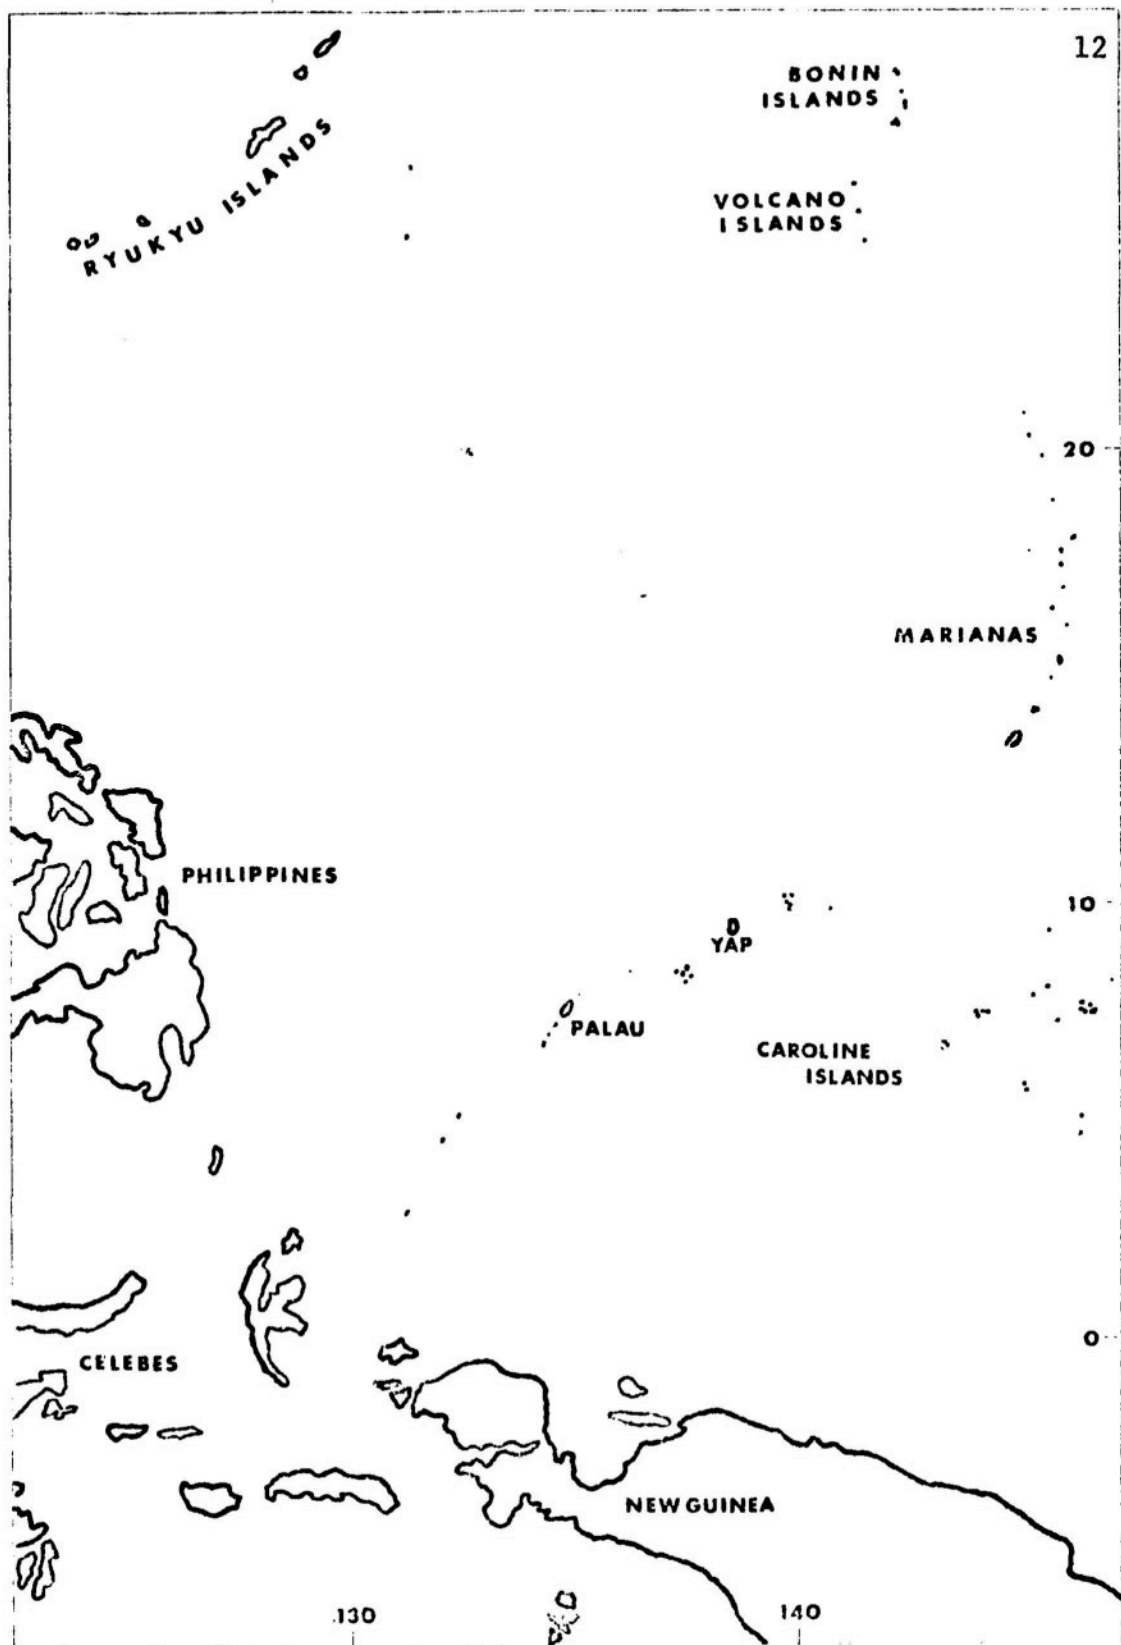 12
BONIN
ISLANDS
RYUKYU ISLANDS
VOLCANO
ISLANDS
20
MARIANAS
PHILIPPINES
10
YAP
PALAU
CAROLINE
ISLANDS
0
CELEBES
NEW GUINEA
130
140